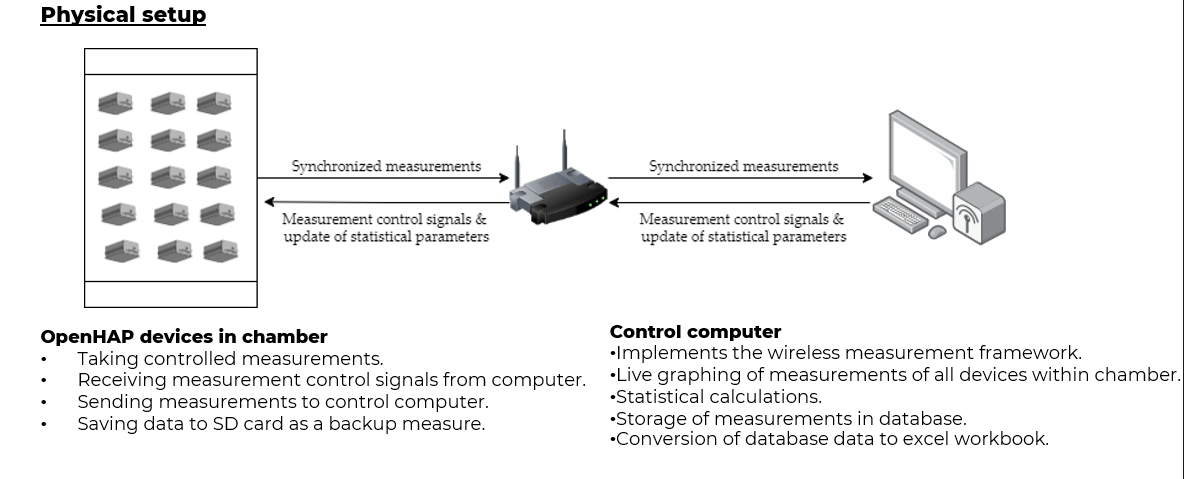 Physical setup
Synchronized measurements
Synchronized measurements
Measurement control signals &
update of statistical parameters
Measurement control signals &
update of statistical parameters
OpenHAP devices in chamber
• Taking controlled measurements.
• Receiving measurement control signals from computer.
• Sending measurements to control computer.
• Saving data to SD card as a backup measure.
Control computer
•Implements the wireless measurement framework.
•Live graphing of measurements of all devices within chamber.
•Statistical calculations.
•Storage of measurements in database.
•Conversion of database data to excel workbook.